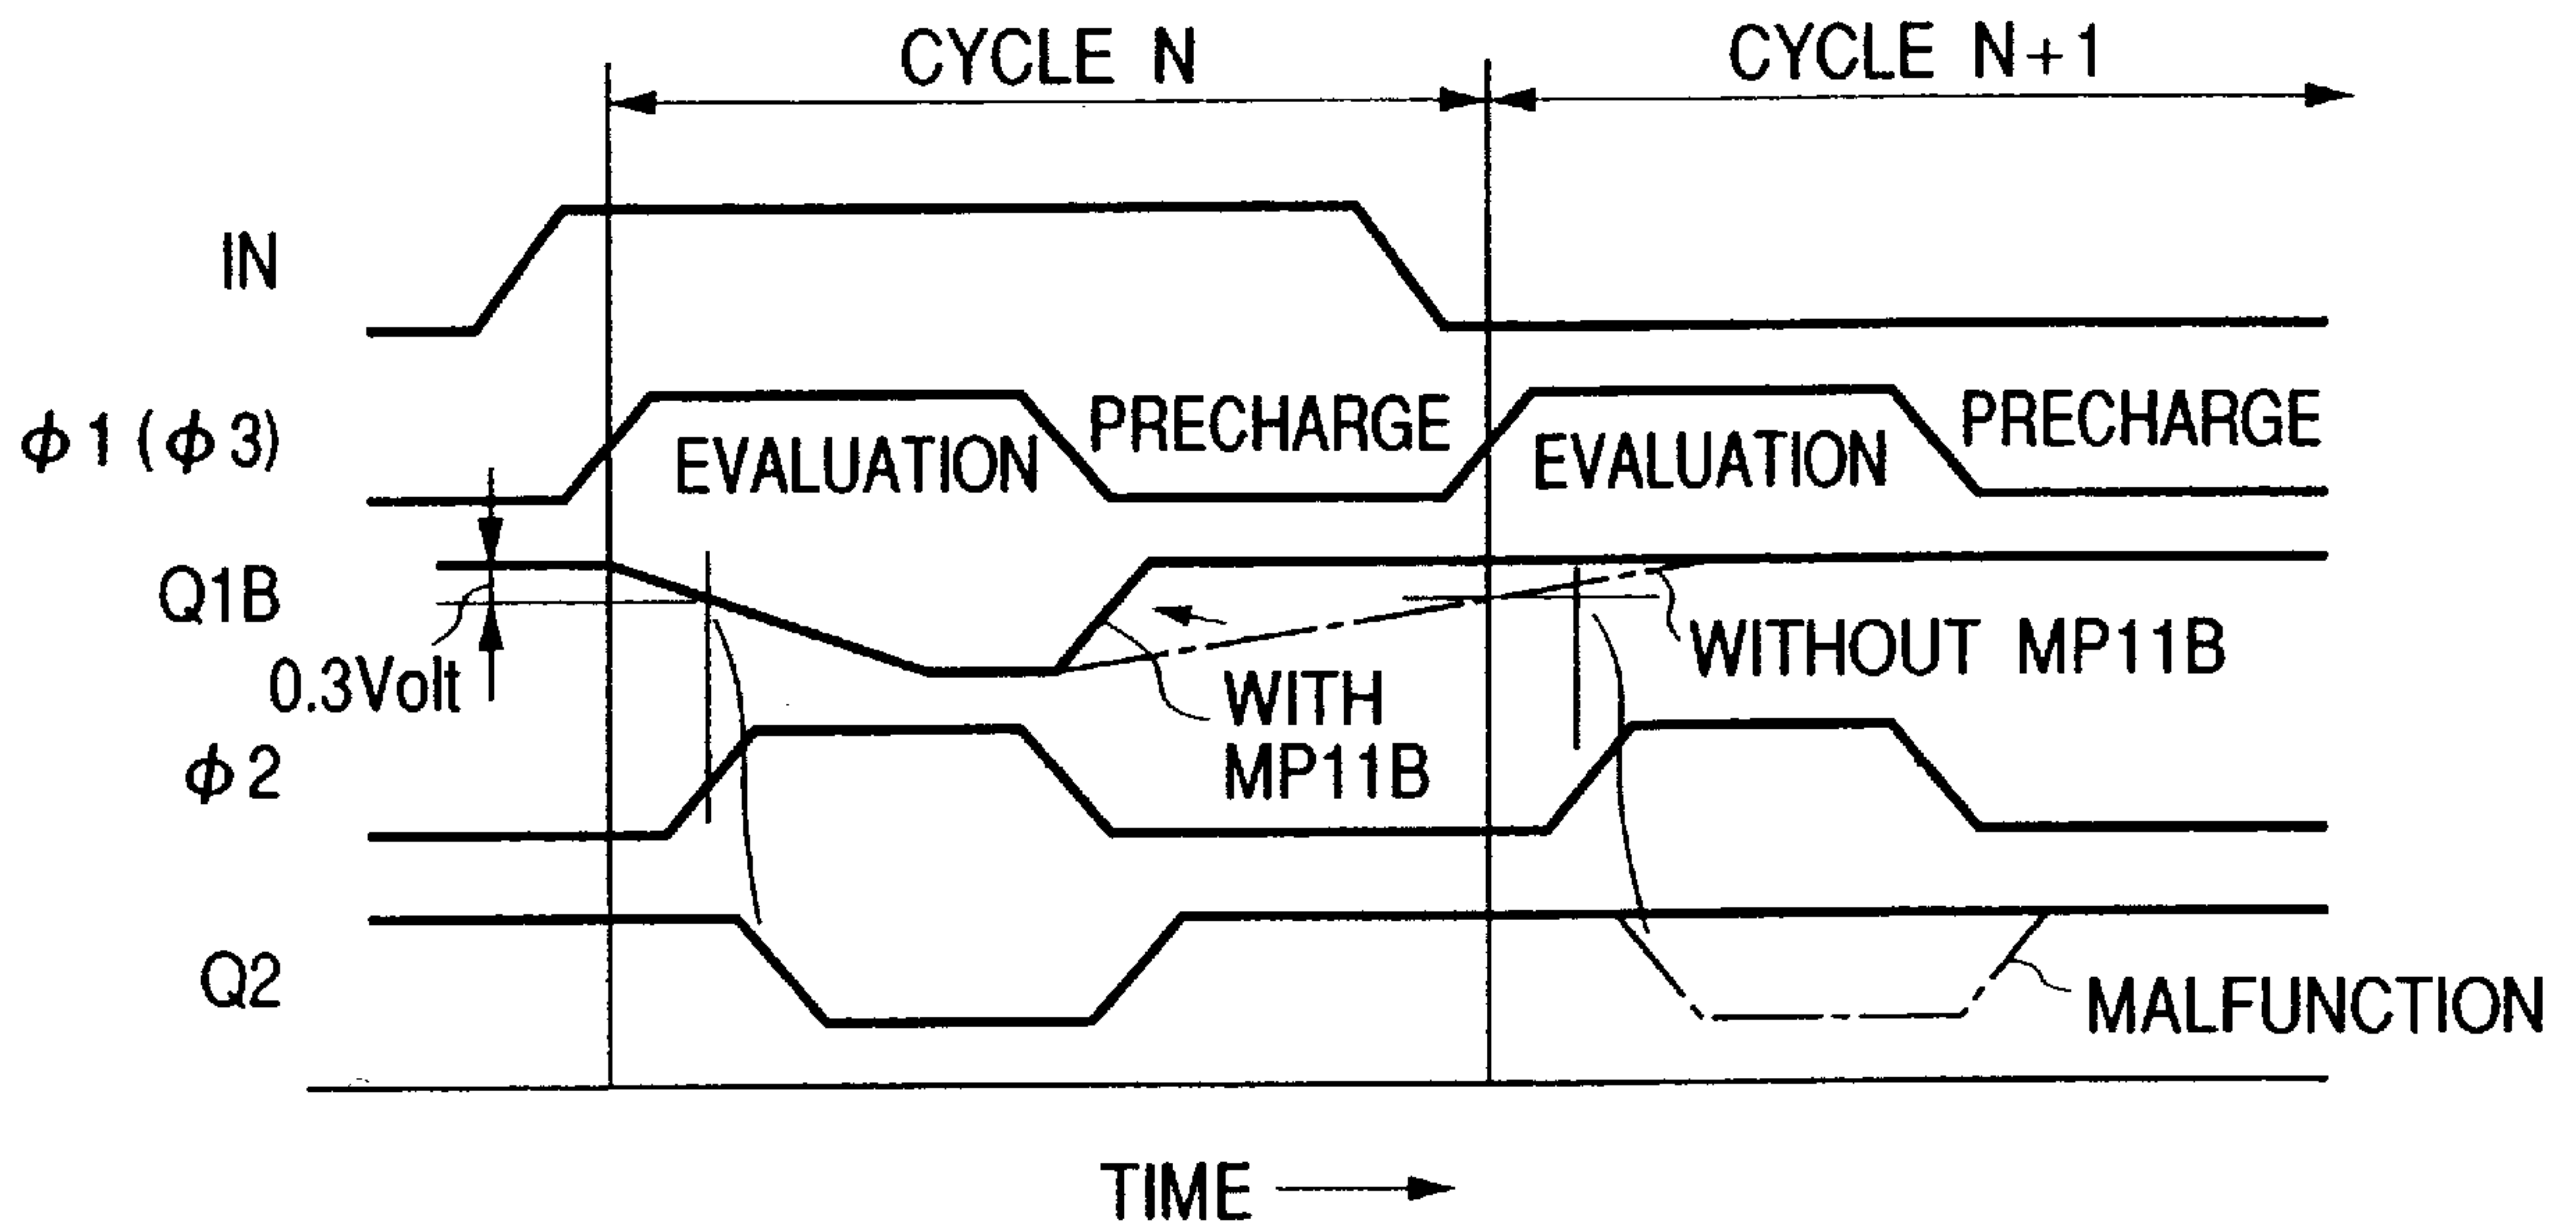 CYCLE N
CYCLE N+1
IN
ϕ1(ϕ3)
EVALUATION
PRECHARGE
EVALUATION
PRECHARGE
Q1B
0.3Volt
WITH
MP11B
WITHOUT MP11B
ϕ2
Q2
MALFUNCTION
TIME